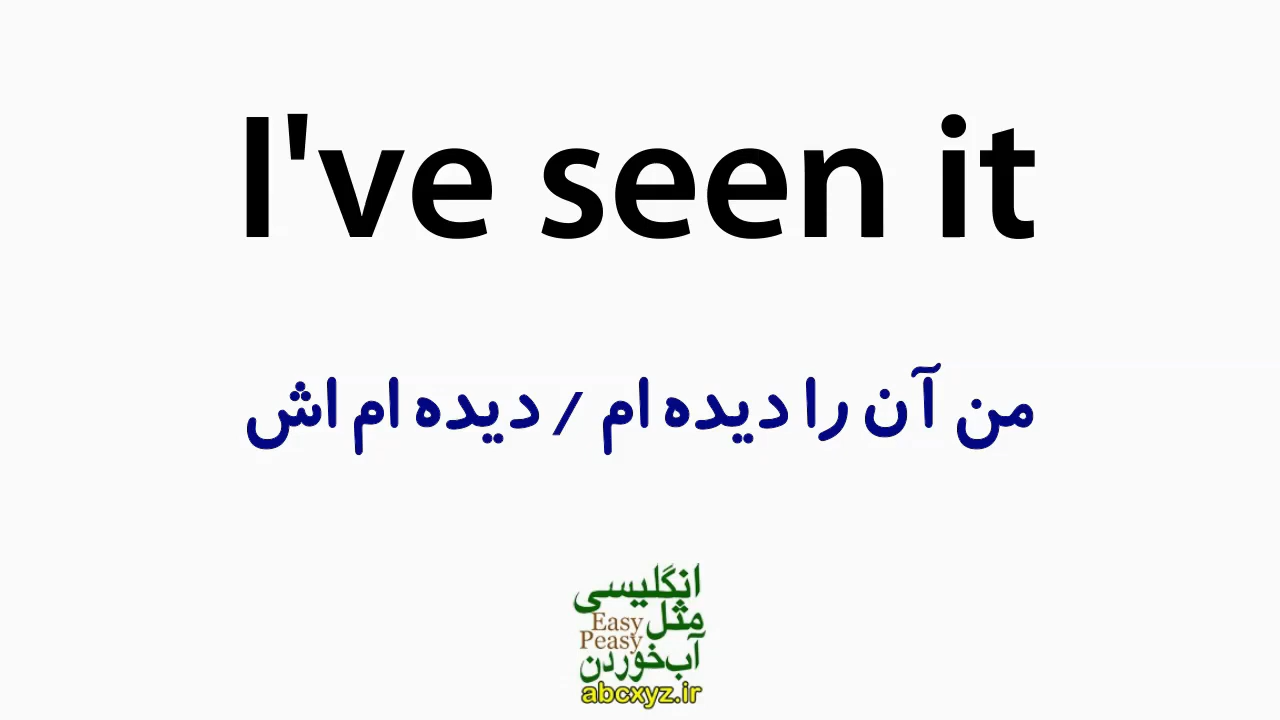 I've seen it
من آن را دیده ام / دیده ام اش
انگلیسی
مثل
Easy
Peasy
آب خوردن
abcxyz.ir